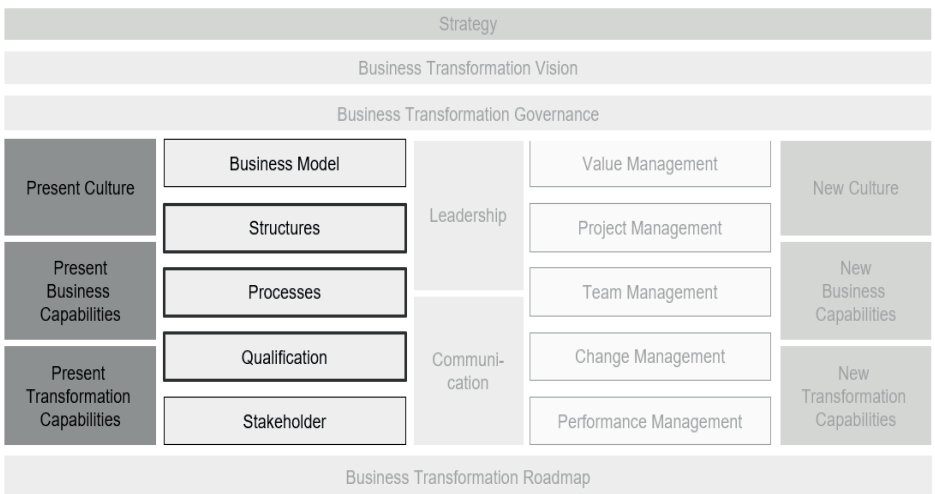 Strategy
Business Transformation Vision
Business Transformation Governance
Present Culture
Present
Business
Capabilities
Present
Transformation
Capabilities
Business Model
Structures
Processes
Qualification
Stakeholder
Leadership
Communi-
cation
Value Management
Project Management
Team Management
Change Management
Performance Management
New Culture
New
Business
Capabilities
New
Transformation
Capabilities
Business Transformation Roadmap